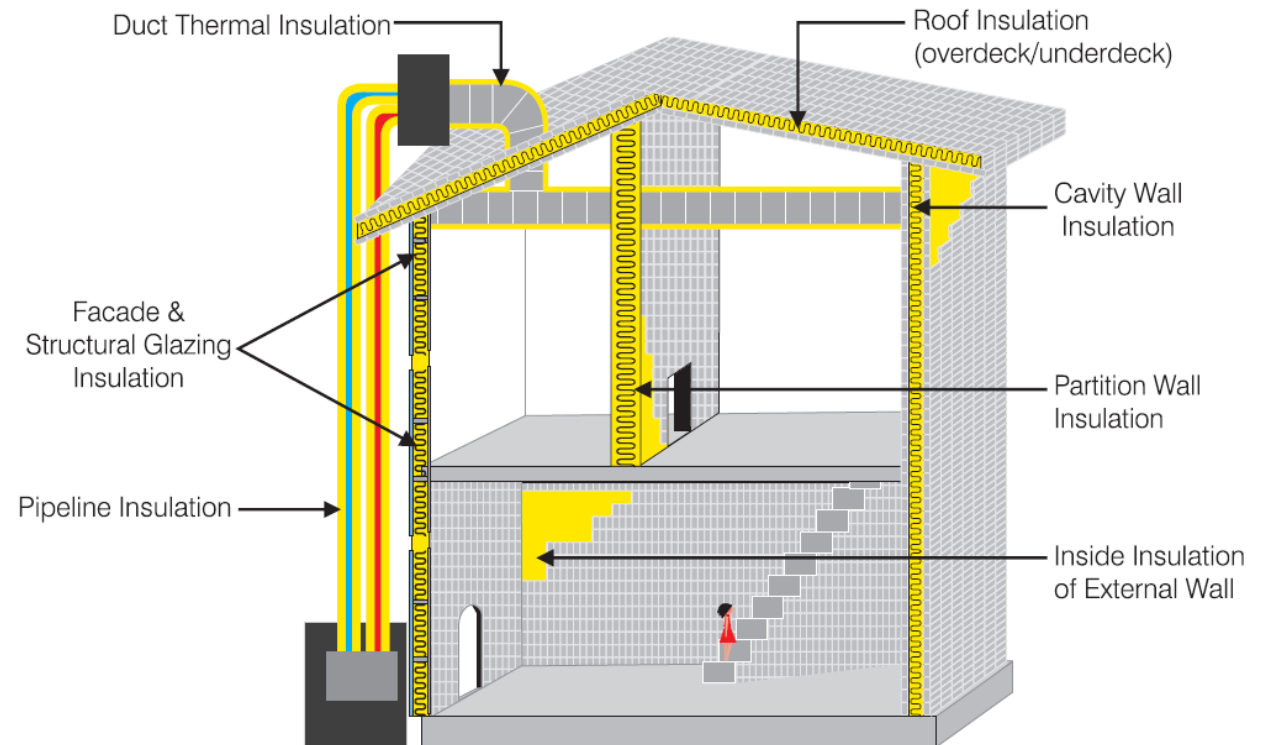 Duct Thermal Insulation
Roof Insulation
(overdeck/underdeck)
Cavity Wall
Insulation
Facade &
Structural Glazing
Insulation
Partition Wall
Insulation
Pipeline Insulation
Inside Insulation
of External Wall